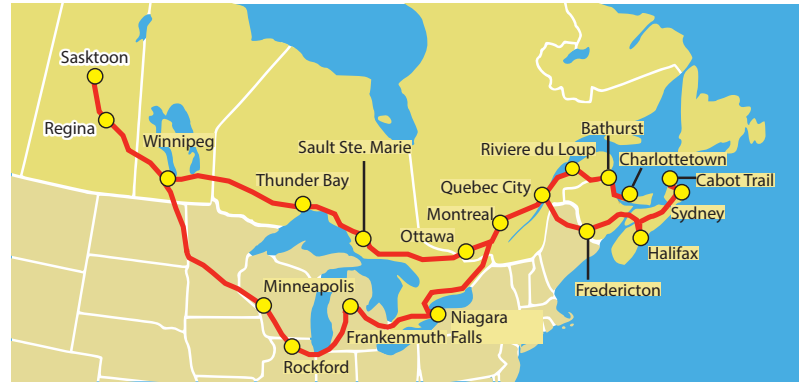 Sasktoon
Regina
Winnipeg
Thunder Bay
Sault Ste. Marie
Ottawa
Montreal
Quebec City
Riviere du Loup
Bathurst
Charlottetown
Cabot Trail
Sydney
Halifax
Fredericton
Niagara
Falls
Frankenmuth
Minneapolis
Rockford